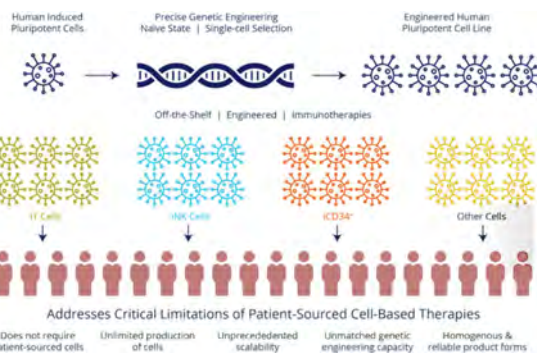 Human Induced
Pluripotent Cells
Precise Genetic Engineering
Naïve State | Single-cell Selection
Engineered Human
Pluripotent Cell Line
Off-the-Shelf | Engineered | Immunotherapies
iT Cells
iNK Cells
iCD34+
Other Cells
Addresses Critical Limitations of Patient-Sourced Cell-Based Therapies
Does not require
patient-sourced cells
Unlimited production
of cells
Unprecededented
scalability
Unmatched genetic
engineering capacity
Homogenous &
reliable product forms